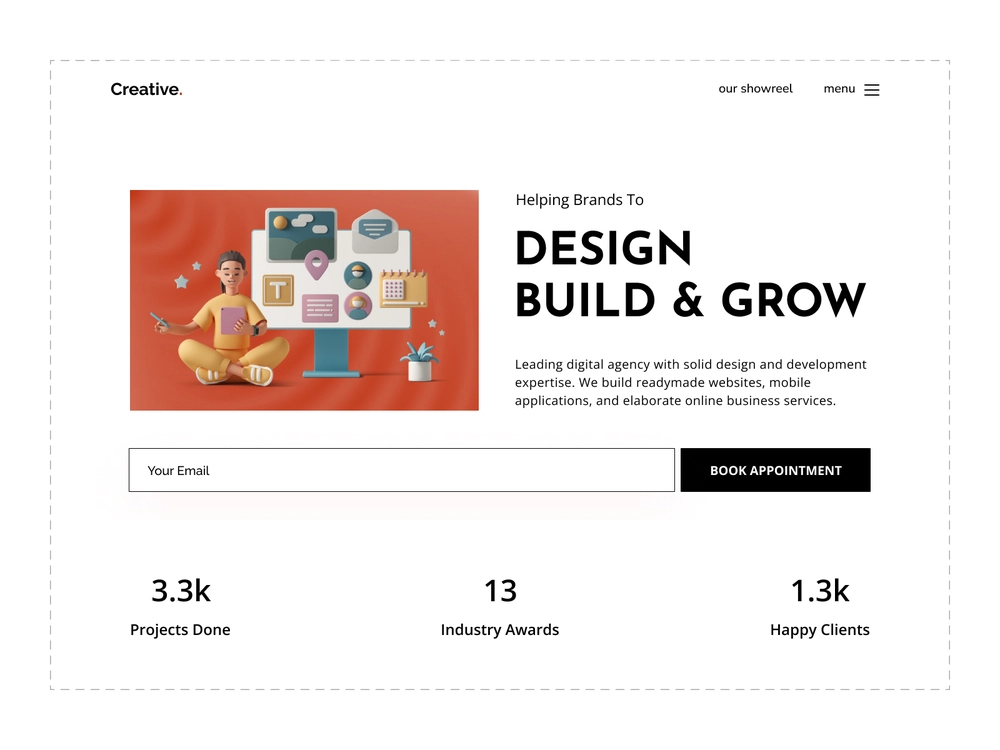 Creative.
our showreel
menu
T
Helping Brands To
DESIGN
BUILD & GROW
Leading digital agency with solid design and development
expertise. We build readymade websites, mobile
applications, and elaborate online business services.
Your Email
BOOK APPOINTMENT
3.3k
Projects Done
13
Industry Awards
1.3k
Happy Clients